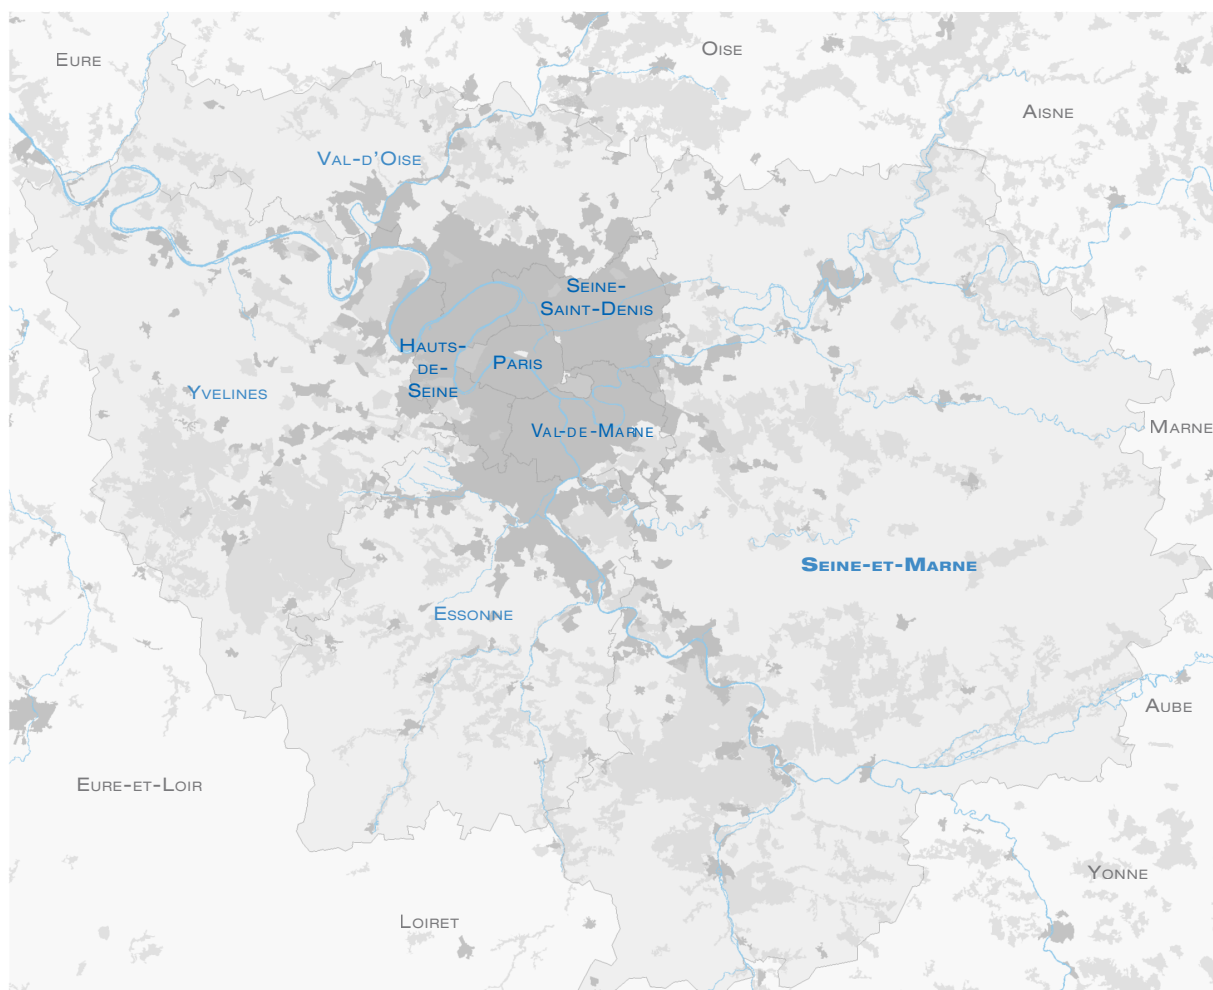 Oise
Eure
Aisne
Val-d'Oise
Seine-
Saint-Denis
Hauts-
de-
Seine
Paris
Yvelines
Val-de-Marne
Marne
Seine-et-Marne
Essonne
Aube
Eure-et-Loir
Yonne
Loiret